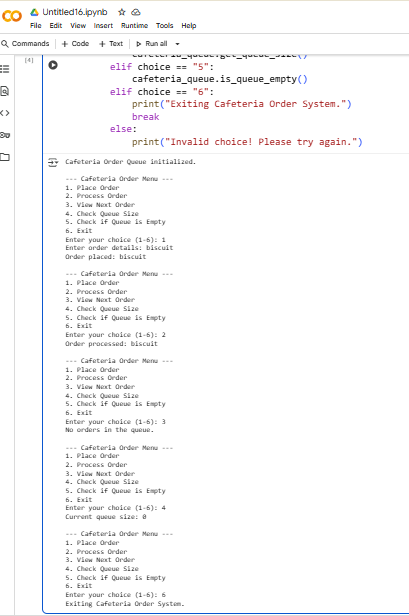 CO Untitled16.ipynb
File Edit View Insert Runtime Tools Help
Commands + Code + Text Run all
[4]
cafeteria_queue.get_queue_size()
elif choice == "5":
cafeteria_queue.is_queue_empty()
elif choice == "6":
print("Exiting Cafeteria Order System.")
break
else:
print("Invalid choice! Please try again.")
Cafeteria Order Queue initialized.
--- Cafeteria Order Menu ---
1. Place Order
2. Process Order
3. View Next Order
4. Check Queue Size
5. Check if Queue is Empty
6. Exit
Enter your choice (1-6): 1
Enter order details: biscuit
Order placed: biscuit
--- Cafeteria Order Menu ---
1. Place Order
2. Process Order
3. View Next Order
4. Check Queue Size
5. Check if Queue is Empty
6. Exit
Enter your choice (1-6): 2
Order processed: biscuit
--- Cafeteria Order Menu ---
1. Place Order
2. Process Order
3. View Next Order
4. Check Queue Size
5. Check if Queue is Empty
6. Exit
Enter your choice (1-6): 3
No orders in the queue.
--- Cafeteria Order Menu ---
1. Place Order
2. Process Order
3. View Next Order
4. Check Queue Size
5. Check if Queue is Empty
6. Exit
Enter your choice (1-6): 4
Current queue size: 0
--- Cafeteria Order Menu ---
1. Place Order
2. Process Order
3. View Next Order
4. Check Queue Size
5. Check if Queue is Empty
6. Exit
Enter your choice (1-6): 6
Exiting Cafeteria Order System.